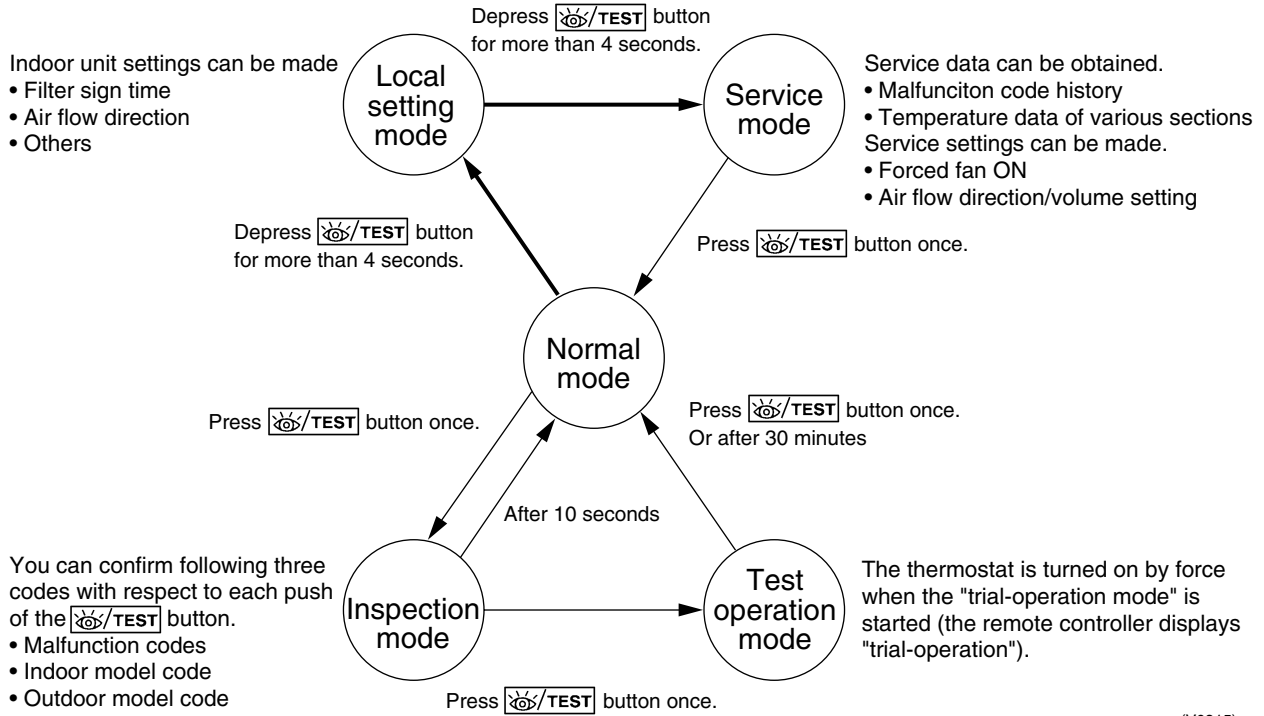 Depress /TEST button
for more than 4 seconds.
Indoor unit settings can be made
• Filter sign time
• Air flow direction
• Others
Local
setting
mode
Service
mode
Service data can be obtained.
• Malfunciton code history
• Temperature data of various sections
Service settings can be made.
• Forced fan ON
• Air flow direction/volume setting
Depress /TEST button
for more than 4 seconds.
Press /TEST button once.
Normal
mode
Press /TEST button once.
Press /TEST button once.
Or after 30 minutes
After 10 seconds
You can confirm following three
codes with respect to each push
of the /TEST button.
• Malfunction codes
• Indoor model code
• Outdoor model code
Inspection
mode
Test
operation
mode
The thermostat is turned on by force
when the "trial-operation mode" is
started (the remote controller displays
"trial-operation").
Press /TEST button once.